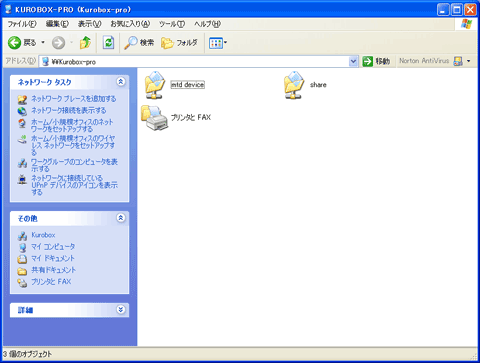 KUROBOX-PRO (Kurobox-pro)
ファイル(F) 編集(E) 表示(V) お気に入り(A) ツール(T) ヘルプ(H)
戻る 検索 フォルダ
アドレス(D) \\Kurobox-pro 移動 Norton AntiVirus
ネットワーク タスク
ネットワーク プレースを追加する
ネットワーク接続を表示する
ホーム/小規模オフィスのネット
ワークをセットアップする
ホーム/小規模オフィスのワイヤ
レス ネットワークをセットアップする
ワークグループのコンピュータを表
示する
ネットワークに接続している
UPnP デバイスのアイコンを表示
する
その他
Kurobox
マイ コンピュータ
マイ ドキュメント
共有ドキュメント
プリンタと FAX
詳細
mtd device
share
プリンタと FAX
3 個のオブジェクト